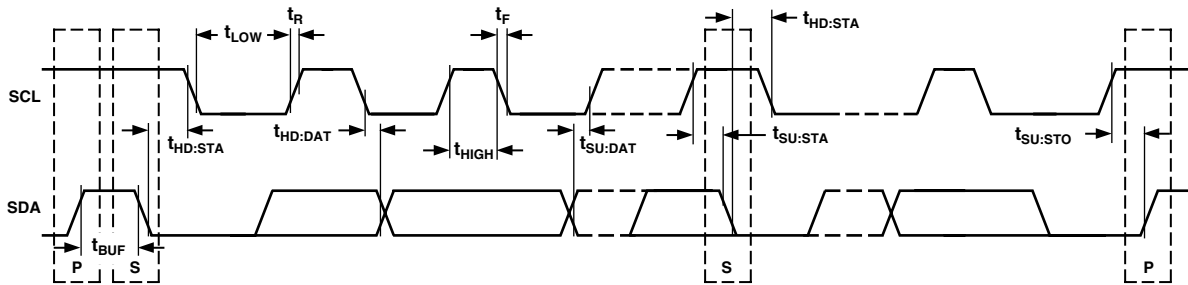 tR
tF
tHD:STA
tLOW
SCL
tHD:STA
tHD:DAT
tHIGH
tSU:DAT
tSU:STA
tSU:STO
SDA
tBUF
P
S
S
P